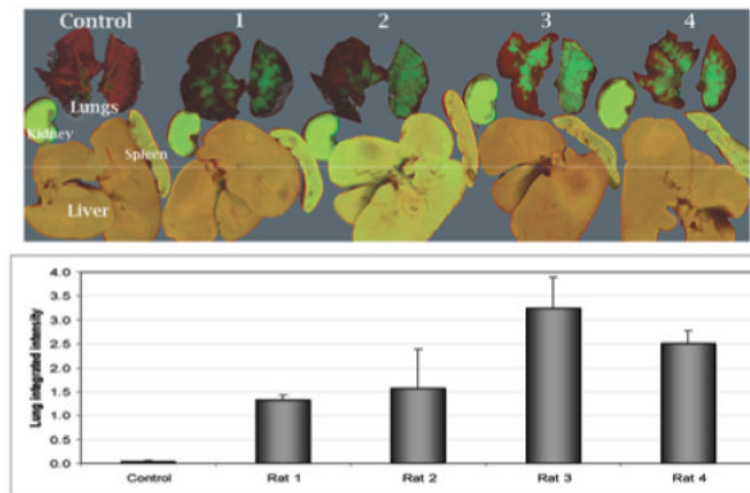 Control 1 2 3 4
Lungs
Kidney
Spleen
Liver
Lung integrated intensity
4.0
3.5
3.0
2.5
2.0
1.5
1.0
0.5
0.0
Control Rat 1 Rat 2 Rat 3 Rat 4